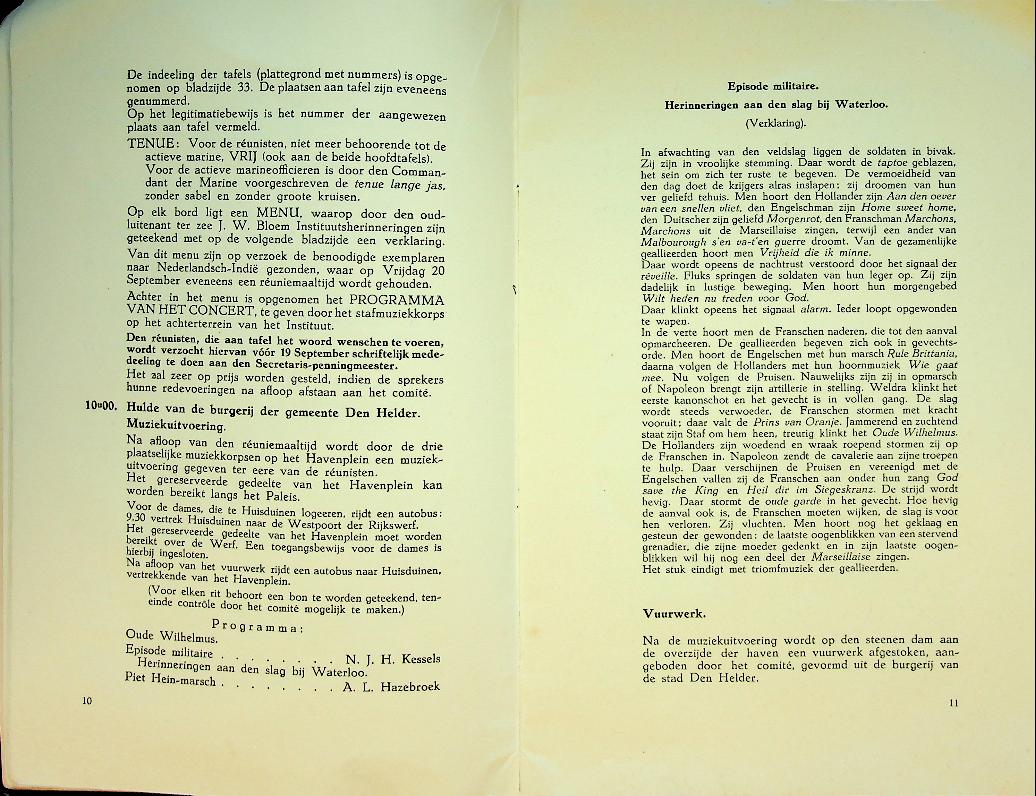 De indeeling der tafels (plattegrond met nummers) is opge-
nomen op bladzijde 33. De plaatsen aan tafel zijn eveneens
genummerd.
Op het legitimatiebewijs is het nummer der aangewezen
plaats aan tafel vermeld.
TENUE: Voor de réunisten, niet meer behoorende tot de
actieve marine, VRIJ (ook aan de beide hoofdtafels).
Voor de actieve marineofficieren is door den Comman-
dant der Marine voorgeschreven de tenue lange jas,
zonder sabel en zonder groote kruisen.
Op elk bord ligt een MENU, waarop door den oud-
luitenant ter zee J. W. Bloem Instituutsherinneringen zijn
geteekend met op de volgende bladzijde een verklaring.
Van dit menu zijn op verzoek de benoodigde exemplaren
naar Nederlandsch-Indië gezonden, waar op Vrijdag 20
September eveneens een réuniemaaltijd wordt gehouden.
Achter in het menu is opgenomen het PROGRAMMA
VAN HET CONCERT, te geven door het stafmuziekkorps
op het achterterrein van het Instituut.
Den réunisten, die aan tafel het woord wenschen te voeren,
wordt verzocht hiervan vóór 19 September schriftelijk mede-
deeling te doen aan den Secretaris-penningmeester.
Het zal zeer op prijs worden gesteld, indien de sprekers
hunne redevoeringen na afloop afstaan aan het comité.
10u00. Hulde van de burgerij der gemeente Den Helder.
Muziekuitvoering.
Na afloop van den réuniemaaltijd wordt door de drie
plaatselijke muziekkorpsen op het Havenplein een muziek-
uitvoering gegeven ter eere van de réunisten.
Het gereserveerde gedeelte van het Havenplein kan
worden bereikt langs het Paleis.
Voor de dames, die te Huisduinen logeeren, rijdt een autobus:
9.30 vertrek Huisduinen naar de Westpoort der Rijkswerf.
Het gereserveerde gedeelte van het Havenplein moet worden
bereikt over de Werf. Een toegangsbewijs voor de dames is
hierbij ingesloten.
Na afloop van het vuurwerk rijdt een autobus naar Huisduinen,
vertrekkende van het Havenplein.
(Voor elken rit behoort een bon te worden geteekend, ten-
einde contrôle door het comité mogelijk te maken.)
Programma:
Oude Wilhelmus.
Episode militaire . . . . . . . . N. J. H. Kessels
Herinneringen aan den slag bij Waterloo.
Piet Hein-marsch . . . . . . . . A. L. Hazebroek
10
Episode militaire.
Herinneringen aan den slag bij Waterloo.
(Verklaring).
In afwachting van den veldslag liggen de soldaten in bivak.
Zij zijn in vroolijke stemming. Daar wordt de taptoe geblazen,
het sein om zich ter ruste te begeven. De vermoeidheid van
den dag doet de krijgers alras inslapen; zij droomen van hun
ver geliefd tehuis. Men hoort den Hollander zijn Aan den oever
van een snellen vliet, den Engelschman zijn Home sweet home,
den Duitscher zijn geliefd Morgenrot, den Franschman Marchons,
Marchons uit de Marseillaise zingen, terwijl een ander van
Malbourough s'en va-t'en guerre droomt. Van de gezamenlijke
geallieerden hoort men Vrijheid die ik minne.
Daar wordt opeens de nachtrust verstoord door het signaal der
réveille. Fluks springen de soldaten van hun leger op. Zij zijn
dadelijk in lustige beweging. Men hoort hun morgengebed
Wilt heden nu treden voor God.
Daar klinkt opeens het signaal alarm. Ieder loopt opgewonden
te wapen.
In de verte hoort men de Franschen naderen, die tot den aanval
opmarcheeren. De geallieerden begeven zich ook in gevechts-
orde. Men hoort de Engelschen met hun marsch Rule Brittania,
daarna volgen de Hollanders met hun hoornmuziek Wie gaat
mee. Nu volgen de Pruisen. Nauwelijks zijn zij in opmarsch
of Napoleon brengt zijn artillerie in stelling. Weldra klinkt het
eerste kanonschot en het gevecht is in vollen gang. De slag
wordt steeds verwoeder, de Franschen stormen met kracht
vooruit; daar valt de Prins van Oranje. Jammerend en zuchtend
staat zijn Staf om hem heen, treurig klinkt het Oude Wilhelmus.
De Hollanders zijn woedend en wraak roepend stormen zij op
de Franschen in. Napoleon zendt de cavalerie aan zijne troepen
te hulp. Daar verschijnen de Pruisen en vereenigd met de
Engelschen vallen zij de Franschen aan onder hun zang God
save the King en Heil dir im Siegeskranz. De strijd wordt
hevig. Daar stormt de oude garde in het gevecht. Hoe hevig
de aanval ook is, de Franschen moeten wijken, de slag is voor
hen verloren. Zij vluchten. Men hoort nog het geklaag en
gesteun der gewonden: de laatste oogenblikken van een stervend
grenadier, die zijne moeder gedenkt en in zijn laatste oogen-
blikken wil hij nog een deel der Marseillaise zingen.
Het stuk eindigt met triomfmuziek der geallieerden.
Vuurwerk.
Na de muziekuitvoering wordt op den steenen dam aan
de overzijde der haven een vuurwerk afgestoken, aan-
geboden door het comité, gevormd uit de burgerij van
de stad Den Helder.
11